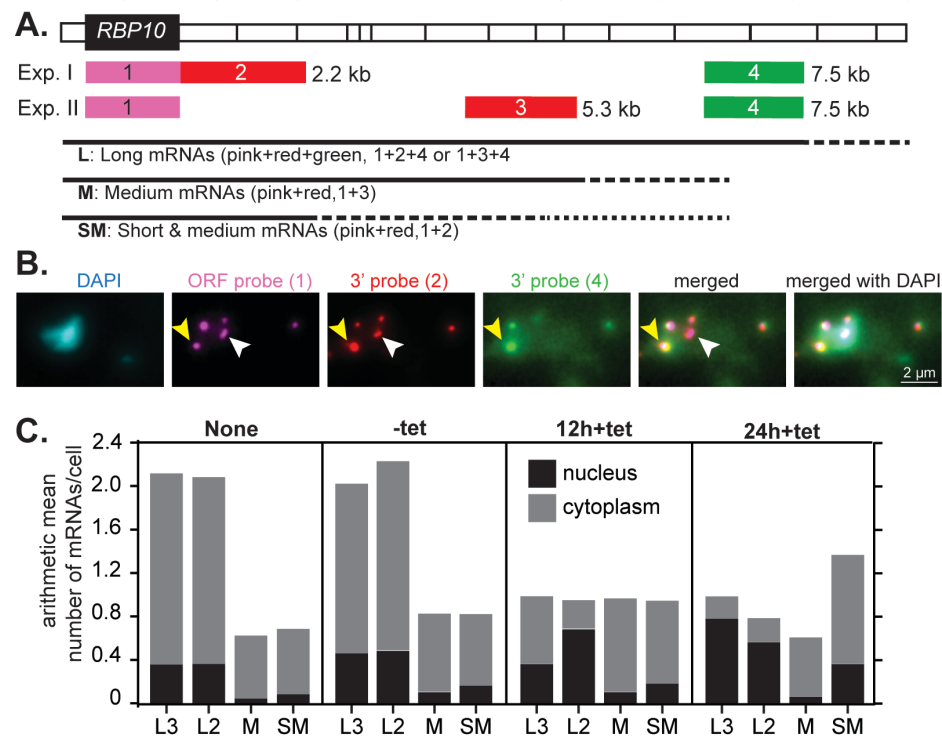 A.
RBP10
Exp. I 1 2 2.2 kb 4 7.5 kb
Exp. II 1 3 5.3 kb 4 7.5 kb
L: Long mRNAs (pink+red+green, 1+2+4 or 1+3+4
M: Medium mRNAs (pink+red,1+3)
SM: Short & medium mRNAs (pink+red,1+2)
B.
DAPI ORF probe (1) 3' probe (2) 3' probe (4) merged merged with DAPI
2 µm
C.
None -tet 12h+tet 24h+tet
arithmetic mean
number of mRNAs/cell
2.4
2.0
1.6
1.2
0.8
0.4
0
nucleus
cytoplasm
L3 L2 M SM L3 L2 M SM L3 L2 M SM L3 L2 M SM